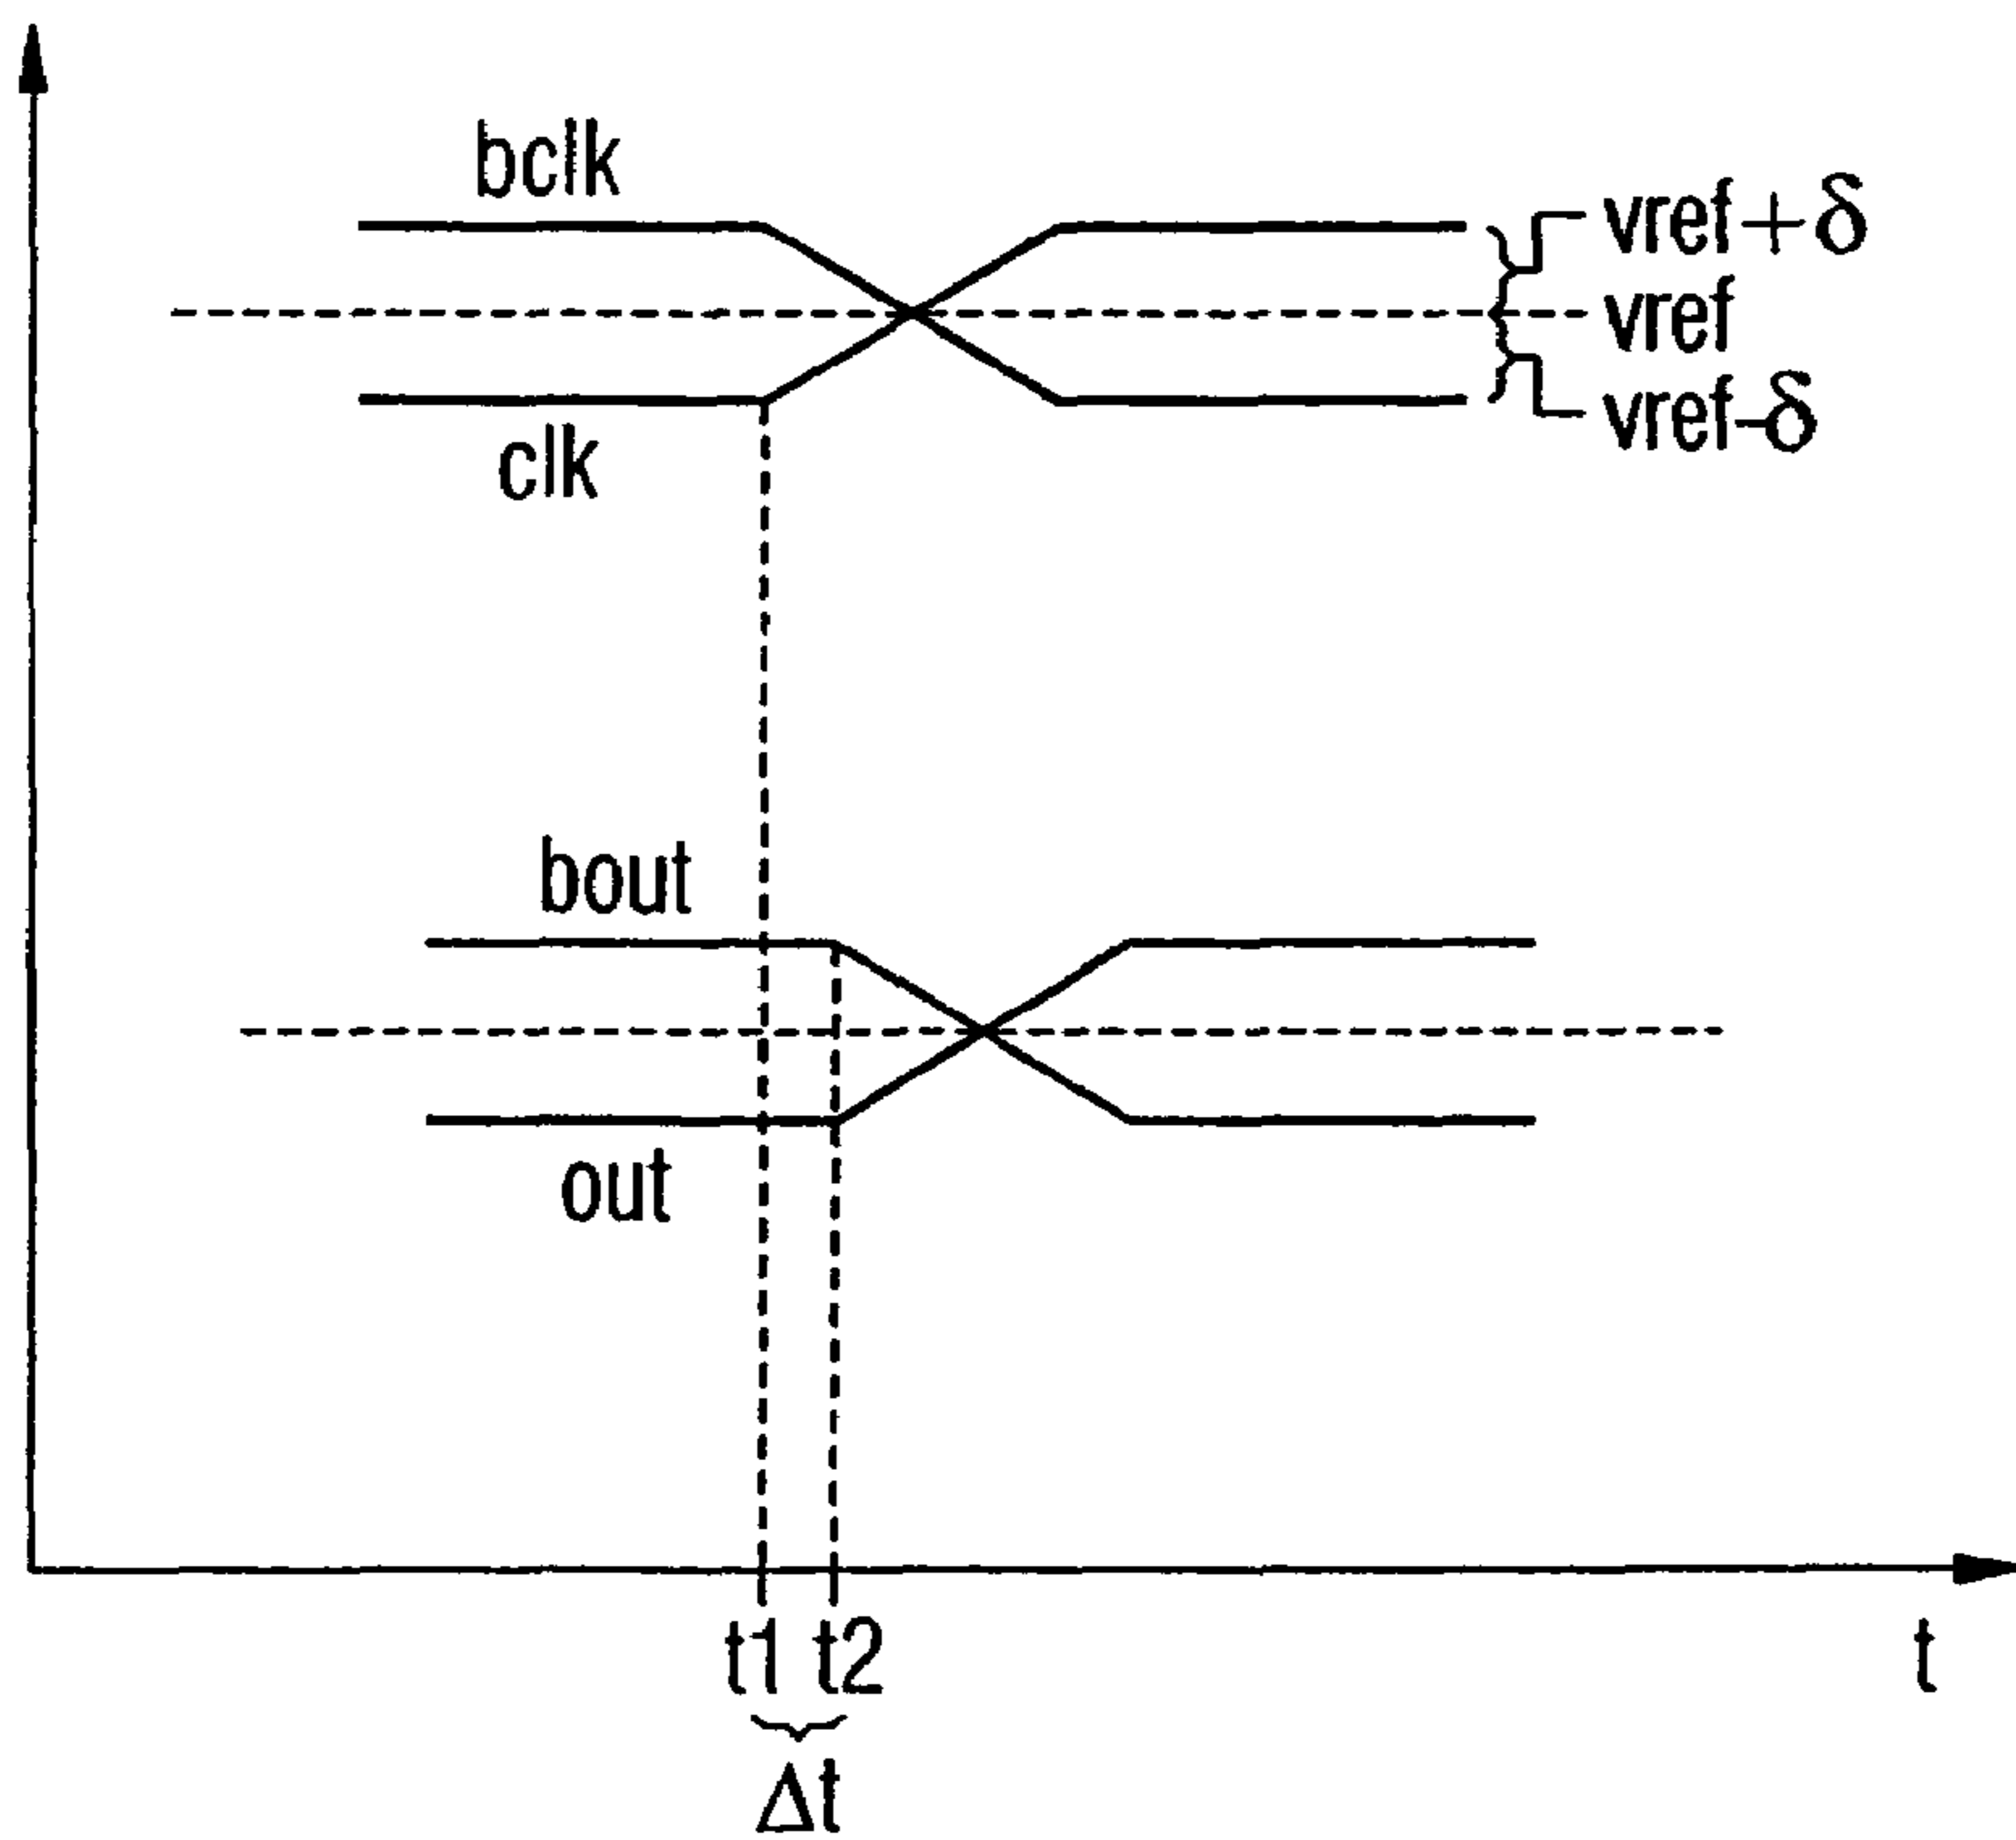 bclk
vref+δ
vref
vref-δ
clk
bout
out
t1 t2
t
Δt